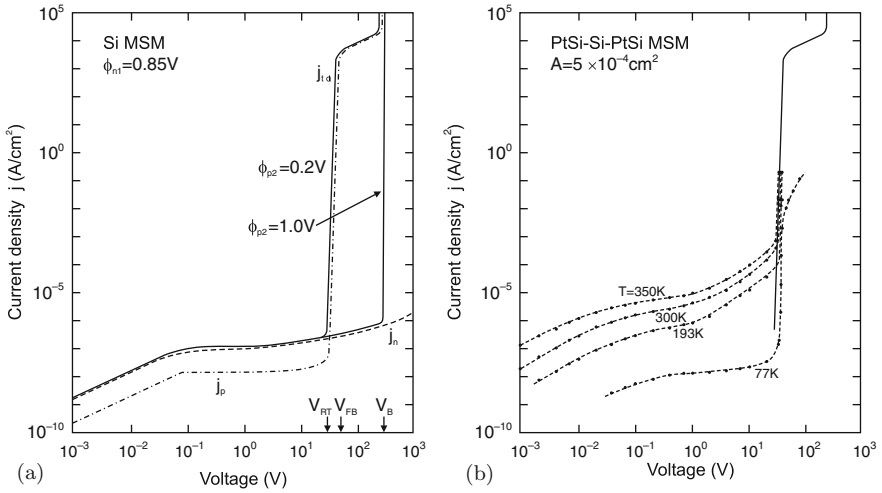 Si MSM
ϕn1=0.85V
jtd
ϕp2=0.2V
ϕp2=1.0V
jn
jp
VRT VFB VB
10^5
10^0
10^−5
10^−10
Current density j (A/cm²)
10^−3 10^−2 10^−1 10^0 10^1 10^2 10^3
Voltage (V)
(a)
PtSi-Si-PtSi MSM
A=5 ×10^−4cm²
T=350K
300K
193K
77K
10^5
10^0
10^−5
10^−10
Current density j (A/cm²)
10^−3 10^−2 10^−1 10^0 10^1 10^2 10^3
Voltage (V)
(b)